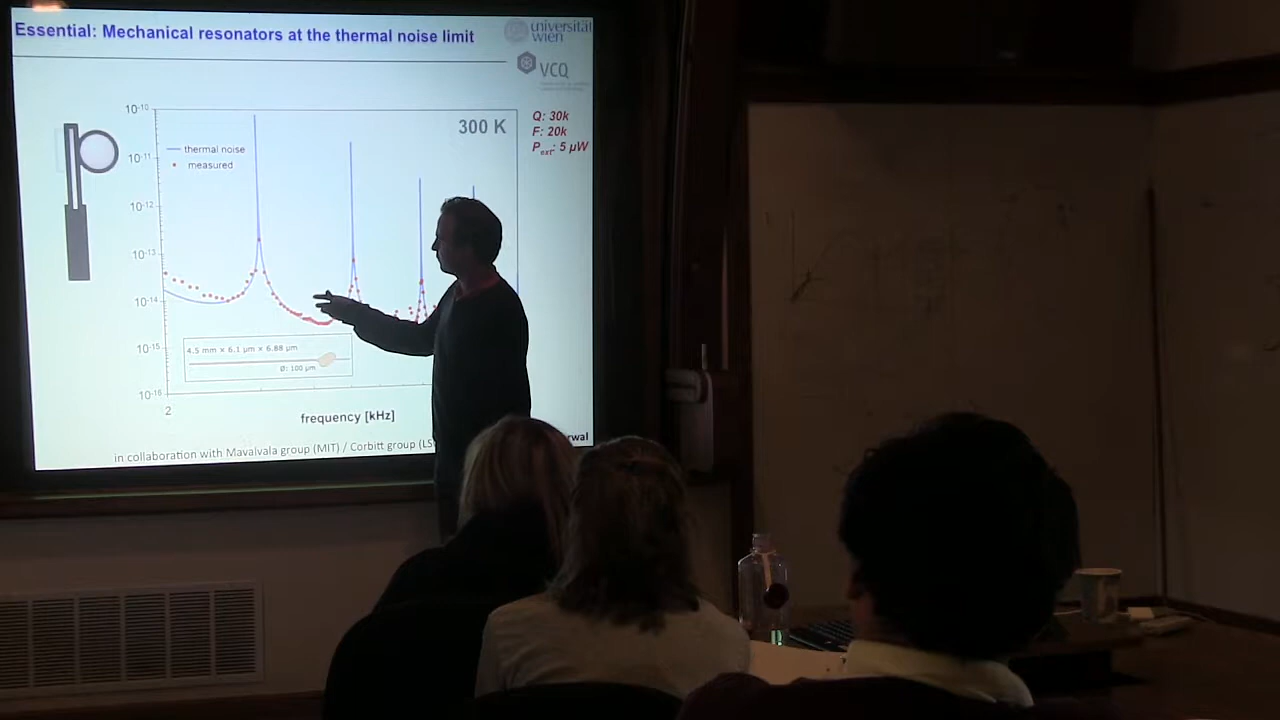 Essential: Mechanical resonators at the thermal noise limit
universität
wien
VCQ
Q: 30k
F: 20k
Pext: 5 µW
300 K
thermal noise
measured
10-10
10-11
10-12
10-13
10-14
10-15
10-16
4.5 mm × 6.1 µm × 6.88 µm
Ø: 100 µm
2
frequency [kHz]
in collaboration with Mavalvala group (MIT) / Corbitt group (LS
rwal